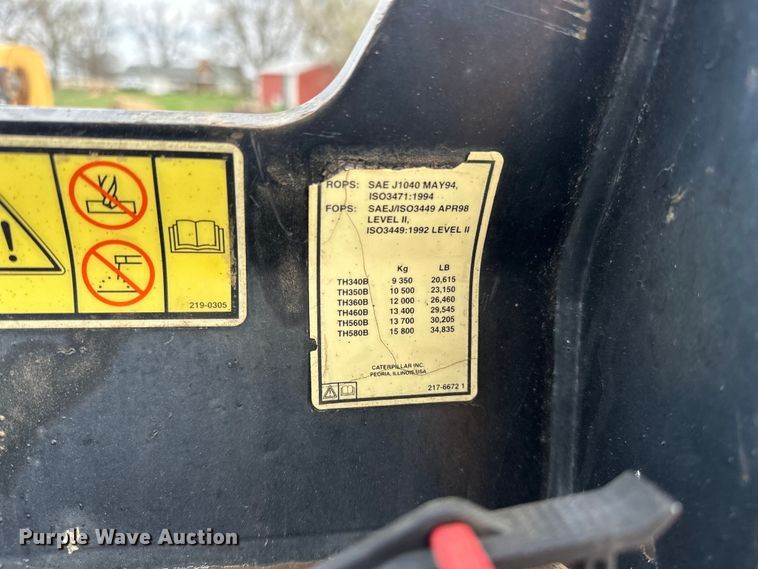 ROPS: SAE J1040 MAY94,
ISO3471:1994
FOPS: SAEJ/ISO3449 APR98
LEVEL II,
ISO3449:1992 LEVEL II
Kg LB
TH340B 9 350 20,615
TH350B 10 500 23,150
TH360B 12 000 26,460
TH460B 13 400 29,545
TH560B 13 700 30,205
TH580B 15 800 34,835
CATERPILLAR INC.
PEORIA, ILLINOIS, USA
217-6672 1
219-0305
Purple Wave Auction